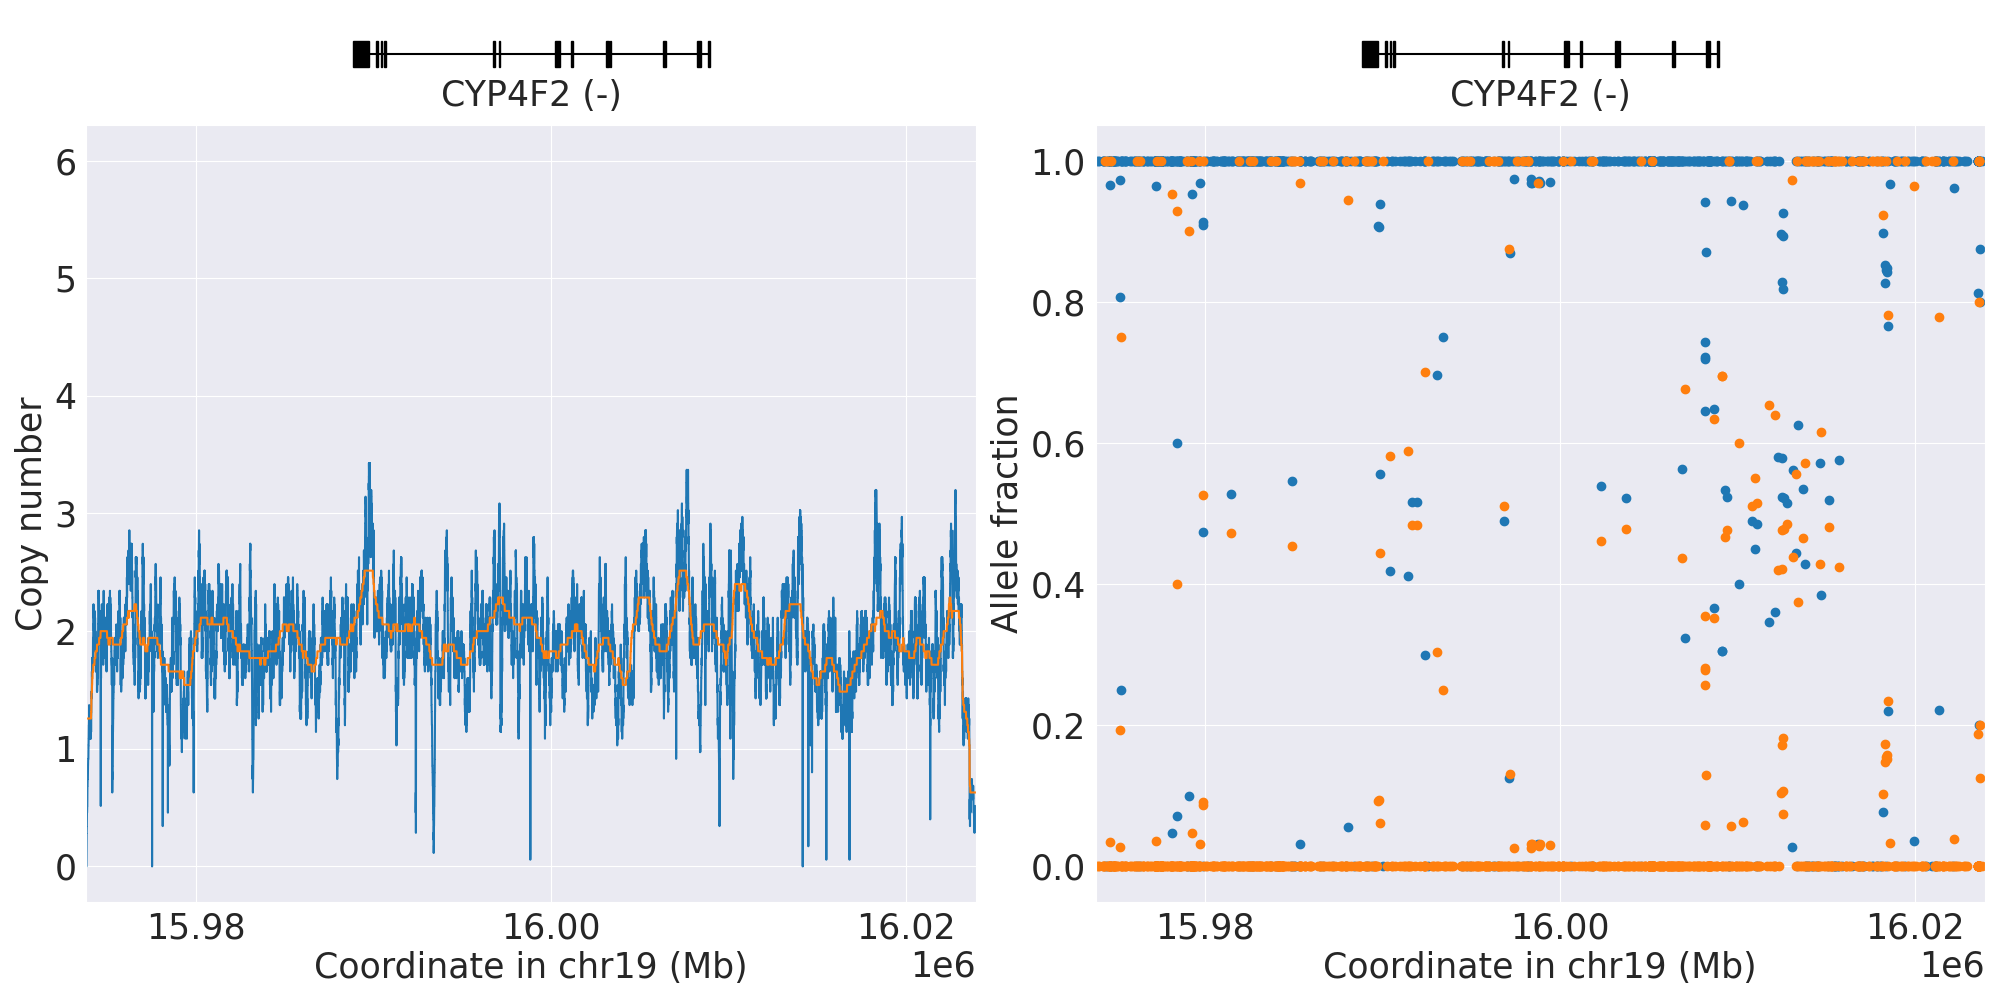 CYP4F2 (-)
Copy number
6
5
4
3
2
1
0
15.98
16.00
16.02
Coordinate in chr19 (Mb)
1e6
CYP4F2 (-)
Allele fraction
1.0
0.8
0.6
0.4
0.2
0.0
15.98
16.00
16.02
Coordinate in chr19 (Mb)
1e6